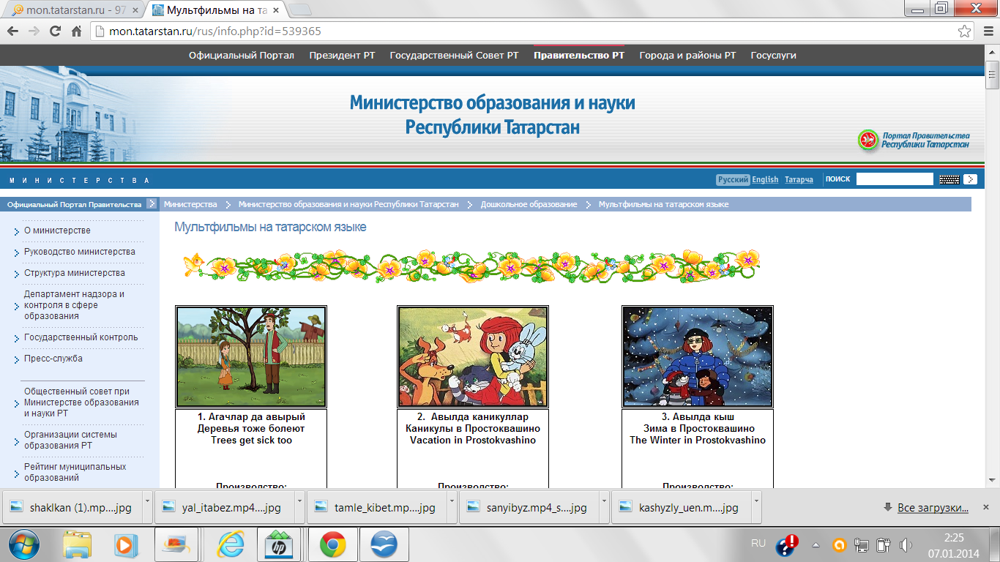 mon.tatarstan.ru - 97
Мультфильмы на та
mon.tatarstan.ru/rus/info.php?id=539365
Официальный Портал Президент РТ Государственный Совет РТ Правительство РТ Города и районы РТ Госуслуги
Министерство образования и науки
Республики Татарстан
Портал Правительства
Республики Татарстан
МИНИСТЕРСТВА
Русский English Татарча ПОИСК
Официальный Портал Правительства
Министерства Министерство образования и науки Республики Татарстан Дошкольное образование Мультфильмы на татарском языке
О министерстве
Руководство министерства
Структура министерства
Департамент надзора и
контроля в сфере
образования
Государственный контроль
Пресс-служба
Общественный совет при
Министерстве образования
и науки РТ
Организации системы
образования РТ
Рейтинг муниципальных
образований
Мультфильмы на татарском языке
1. Агачлар да авырый
Деревья тоже болеют
Trees get sick too
Производство:
2. Авылда каникуллар
Каникулы в Простоквашино
Vacation in Prostokvashino
Производство:
3. Авылда кыш
Зима в Простоквашино
The Winter in Prostokvashino
Производство:
shaklkan (1).mp....jpg
yal_itabez.mp4....jpg
tamle_kibet.mp....jpg
sanyibyz.mp4_s....jpg
kashyzly_uen.m....jpg
Все загрузки...
hp
RU
2:25
07.01.2014